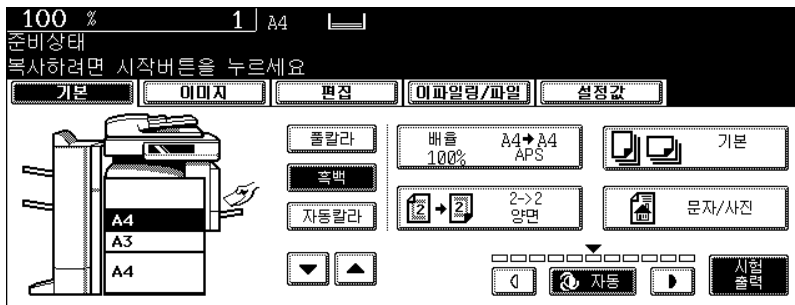 100 % 1 A4
준비상태
복사하려면 시작버튼을 누르세요
기본 이미지 편집 이파일링/파일 설정값
풀칼라
흑백
자동칼라
배율 A4→A4
100% APS
기본
2->2
양면
2→2
문자/사진
A4
A3
A4
자동
시험
출력